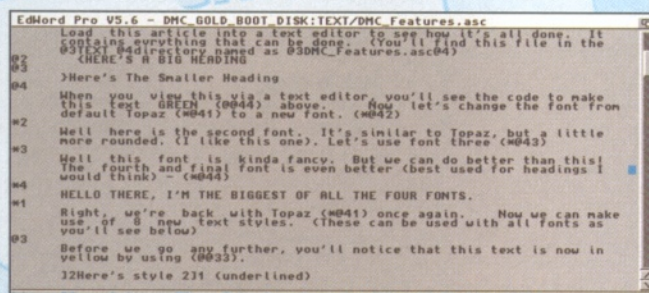 EdWord Pro V5.6 - DMC_GOLD_BOOT_DISK:TEXT/DMC_Features.asc
Load this article into a text editor to see how it's all done. It
contains evrything that can be done. (You'll find this file in the
@3TEXT @4directory named as @3DMC_Features.asc@4)
@2 <HERE'S A BIG HEADING
@3
}Here's The Smaller Heading
@4
When you view this via a text editor, you'll see the code to make
this text GREEN (@@44) above. Now let's change the font from
default Topaz (*@41) to a new font. (*@42)
*2
Well here is the second font. It's similar to Topaz, but a little
more rounded. (I like this one). Let's use font three (*@43)
*3
Well this font is kinda fancy. But we can do better than this!
The fourth and final font is even better (best used for headings I
would think) - (*@44)
*4
HELLO THERE, I'M THE BIGGEST OF ALL THE FOUR FONTS.
*1
Right, we're back with Topaz (*@41) once again. Now we can make
use of 8 new text styles. (These can be used with all fonts as
you'll see below)
@3
Before we go any further, you'll notice that this text is now in
yellow by using (@@33).
]2Here's style 2]1 (underlined)